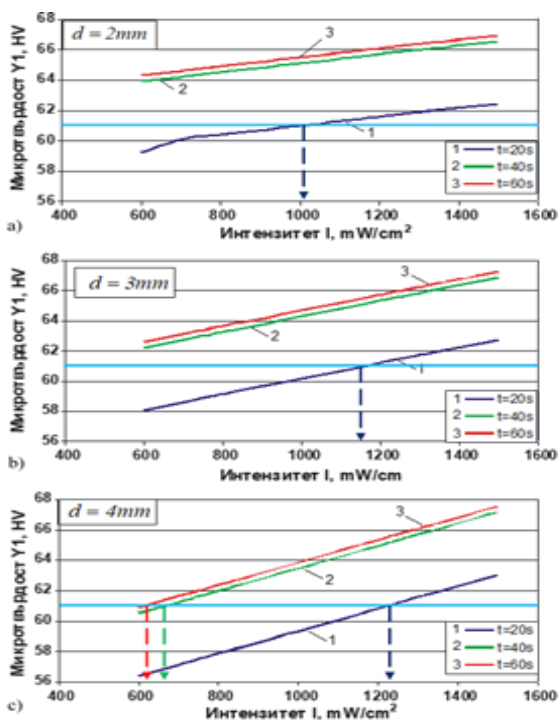 Микротвърдост Y1, HV
68
66
64
62
60
58
56
d = 2mm
3
2
1
1 t=20s
2 t=40s
3 t=60s
400 600 800 1000 1200 1400 1600
a) Интензитет I, mW/cm²
Микротвърдост Y1, HV
68
66
64
62
60
58
56
d = 3mm
3
2
1
1 t=20s
2 t=40s
3 t=60s
400 600 800 1000 1200 1400 1600
b) Интензитет I, mW/cm
Микротвърдост Y1, HV
68
66
64
62
60
58
56
d = 4mm
3
2
1
1 t=20s
2 t=40s
3 t=60s
400 600 800 1000 1200 1400 1600
c) Интензитет I, mW/cm²